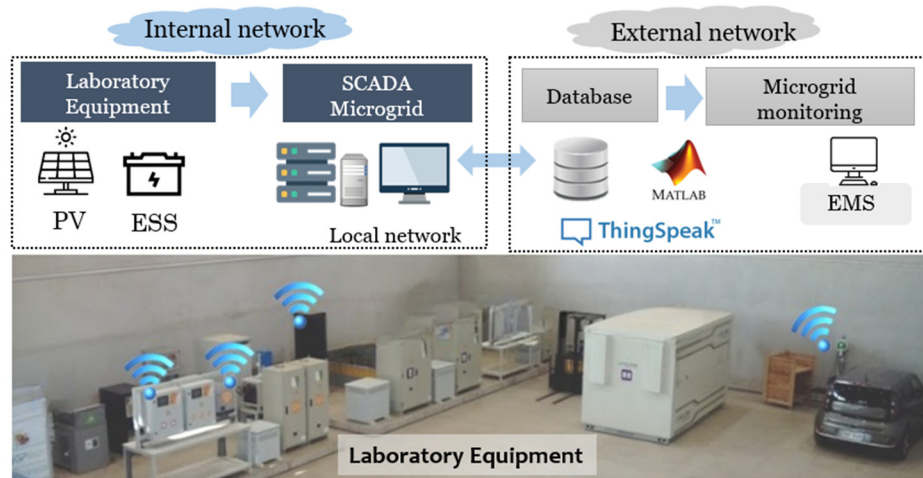 Internal network
External network
Laboratory
Equipment
SCADA
Microgrid
Database
Microgrid
monitoring
PV
ESS
Local network
MATLAB
ThingSpeak™
EMS
Laboratory Equipment